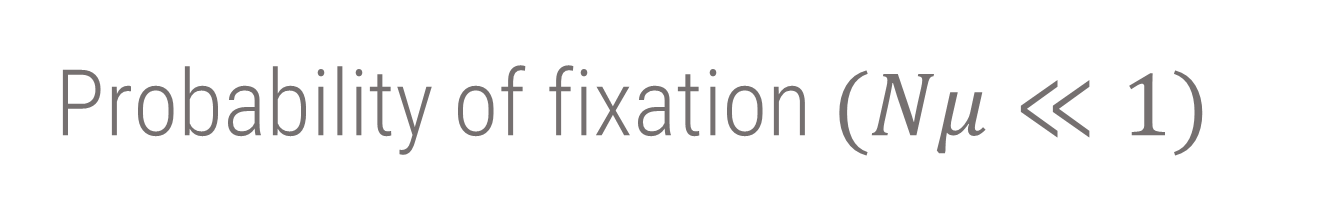 Probability of fixation (Nμ ≪ 1)